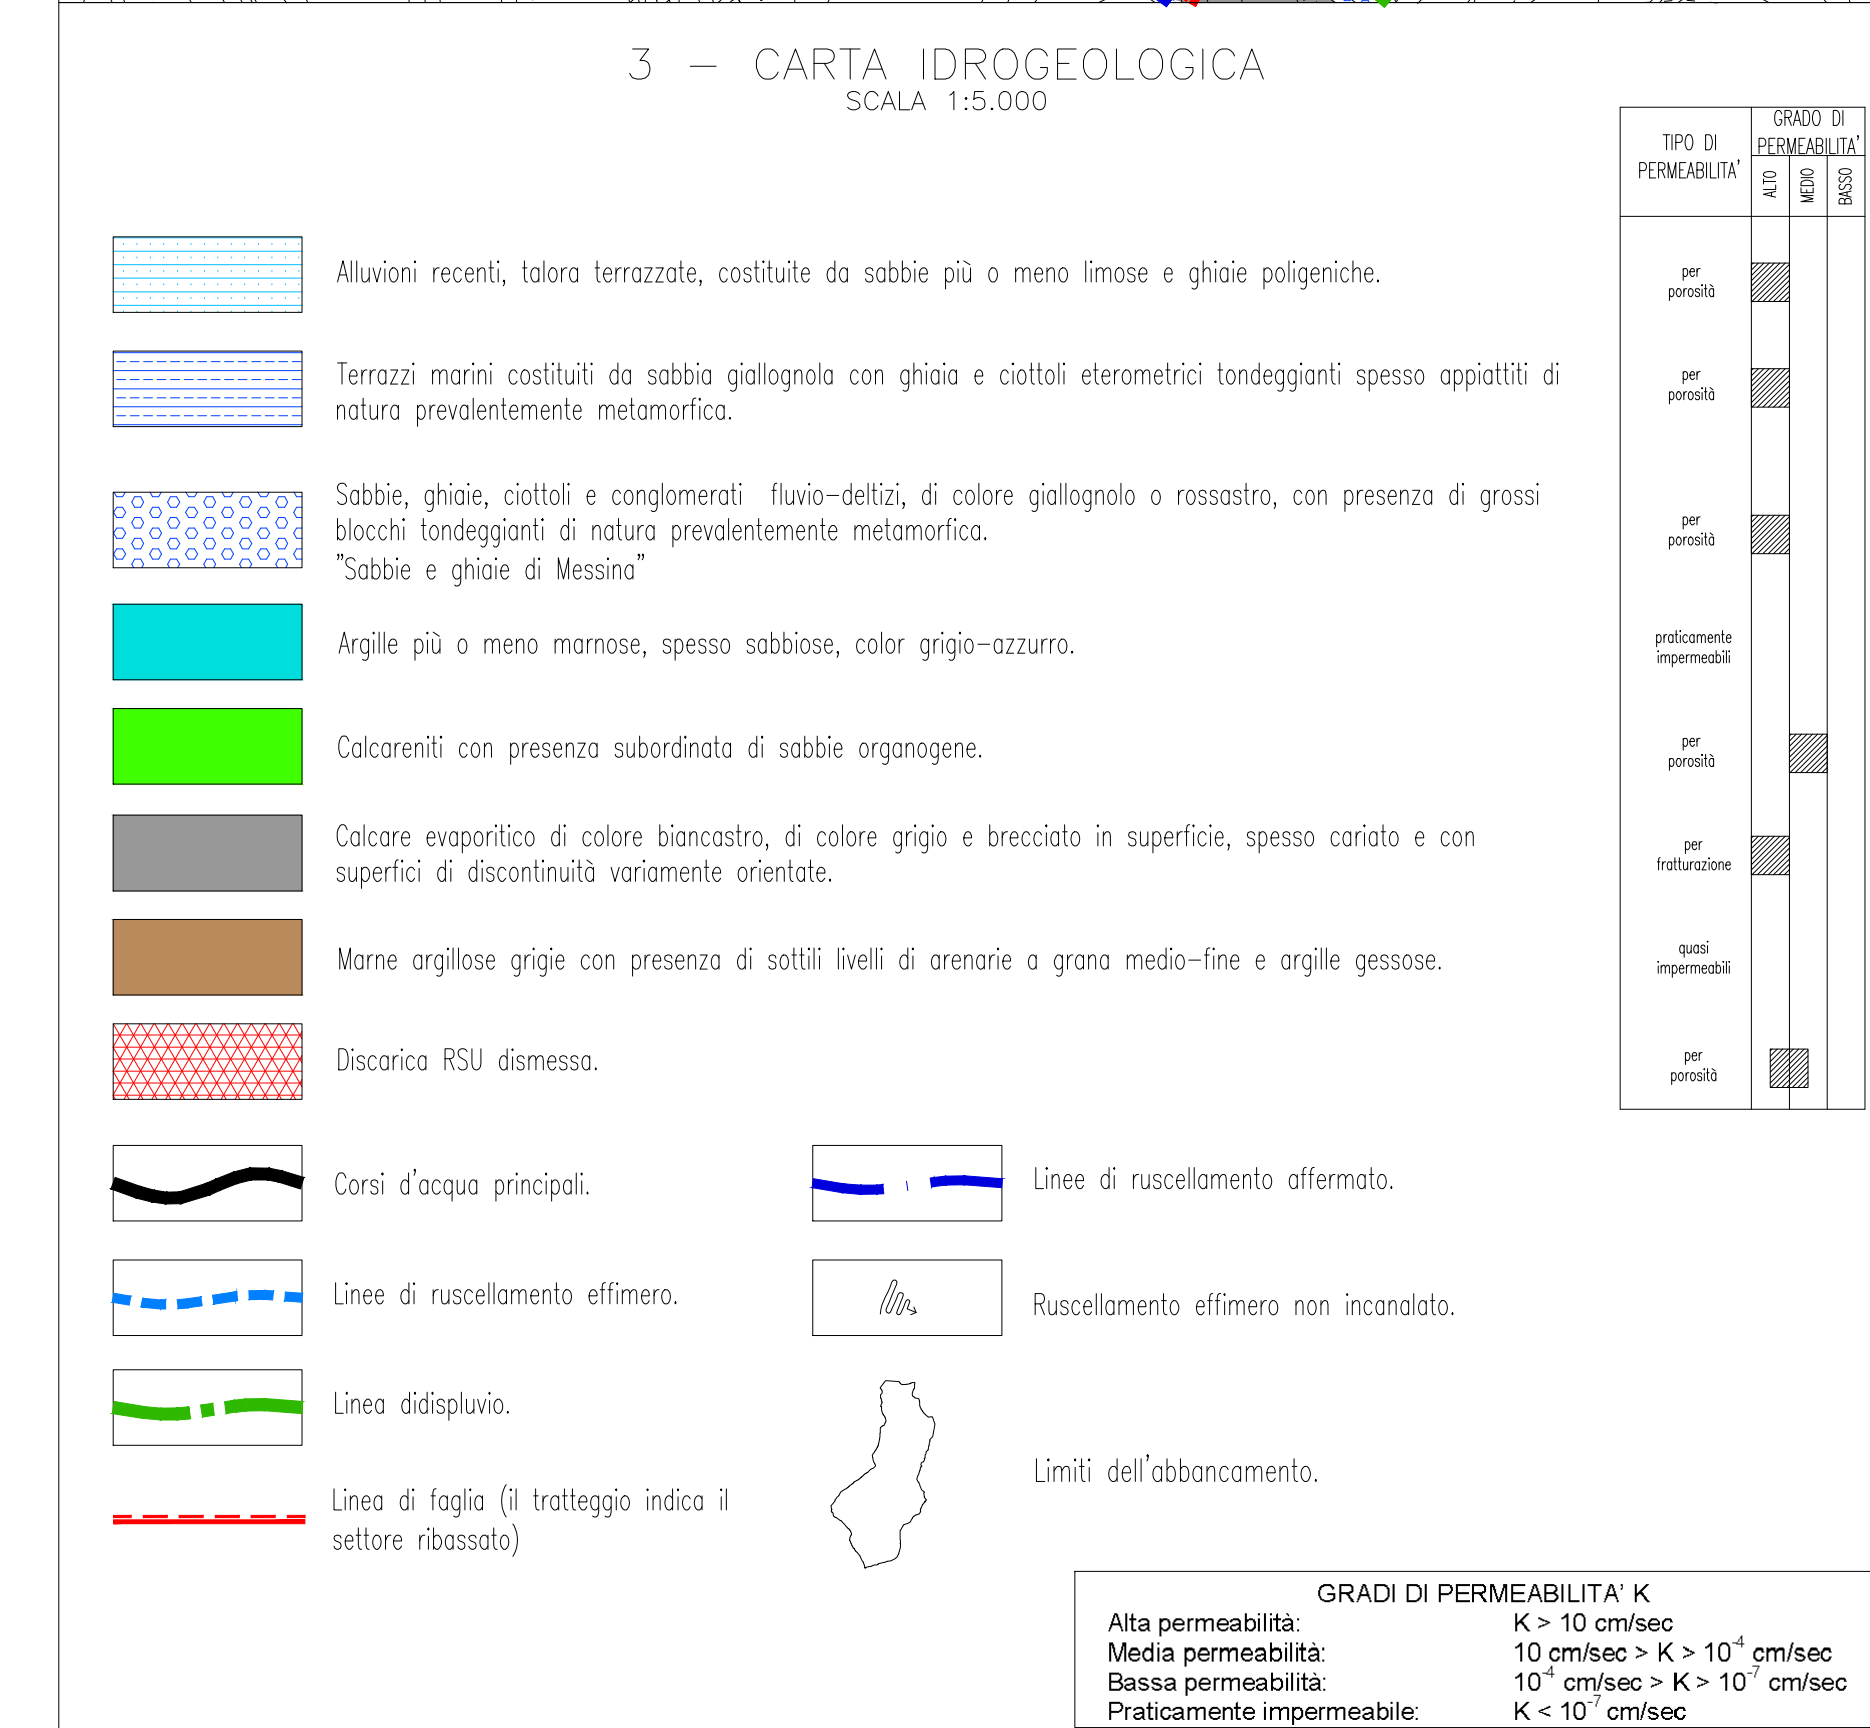 3 – CARTA IDROGEOLOGICA
SCALA 1:5.000
TIPO DI
PERMEABILITA'
GRADO DI
PERMEABILITA'
ALTO
MEDIO
BASSO
Alluvioni recenti, talora terrazzate, costituite da sabbie più o meno limose e ghiaie poligeniche.
per
porosità
Terrazzi marini costituiti da sabbia giallognola con ghiaia e ciottoli eterometrici tondeggianti spesso appiattiti di
natura prevalentemente metamorfica.
per
porosità
Sabbie, ghiaie, ciottoli e conglomerati fluvio-deltizi, di colore giallognolo o rossastro, con presenza di grossi
blocchi tondeggianti di natura prevalentemente metamorfica.
"Sabbie e ghiaie di Messina"
per
porosità
Argille più o meno marnose, spesso sabbiose, color grigio-azzurro.
praticamente
impermeabili
Calcareniti con presenza subordinata di sabbie organogene.
per
porosità
Calcare evaporitico di colore biancastro, di colore grigio e brecciato in superficie, spesso cariato e con
superfici di discontinuità variamente orientate.
per
fratturazione
Marne argillose grigie con presenza di sottili livelli di arenarie a grana medio-fine e argille gessose.
quasi
impermeabili
Discarica RSU dismessa.
per
porosità
Corsi d'acqua principali.
Linee di ruscellamento affermato.
Linee di ruscellamento effimero.
Ruscellamento effimero non incanalato.
Linea didispluvio.
Limiti dell'abbancamento.
Linea di faglia (il tratteggio indica il
settore ribassato)
GRADI DI PERMEABILITA' K
Alta permeabilità: K > 10 cm/sec
Media permeabilità: 10 cm/sec > K > 10⁻⁴ cm/sec
Bassa permeabilità: 10⁻⁴ cm/sec > K > 10⁻⁷ cm/sec
Praticamente impermeabile: K < 10⁻⁷ cm/sec